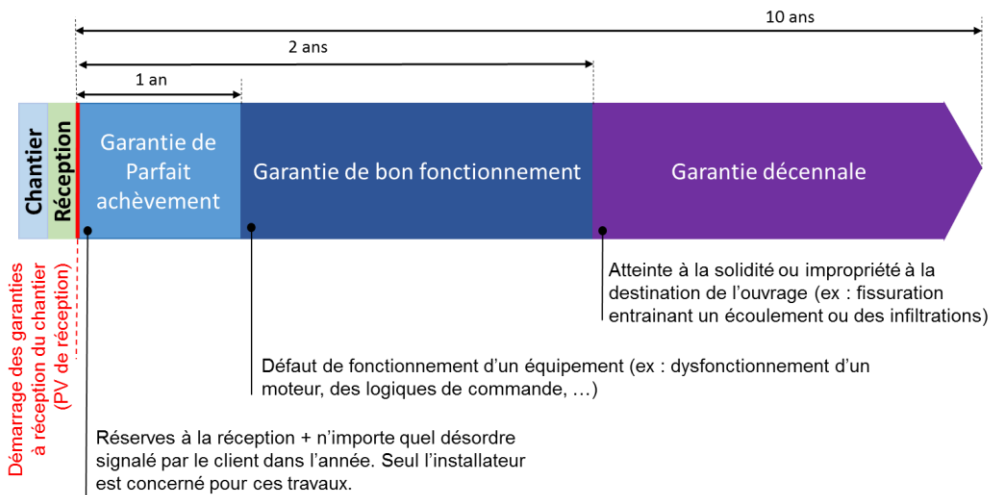 10 ans
2 ans
1 an
Chantier
Réception
Garantie de
Parfait
achèvement
Garantie de bon fonctionnement
Garantie décennale
Démarrage des garanties
à réception du chantier
(PV de réception)
Atteinte à la solidité ou impropriété à la
destination de l’ouvrage (ex : fissuration
entrainant un écoulement ou des infiltrations)
Défaut de fonctionnement d’un équipement (ex : dysfonctionnement d’un
moteur, des logiques de commande, …)
Réserves à la réception + n’importe quel désordre
signalé par le client dans l’année. Seul l’installateur
est concerné pour ces travaux.